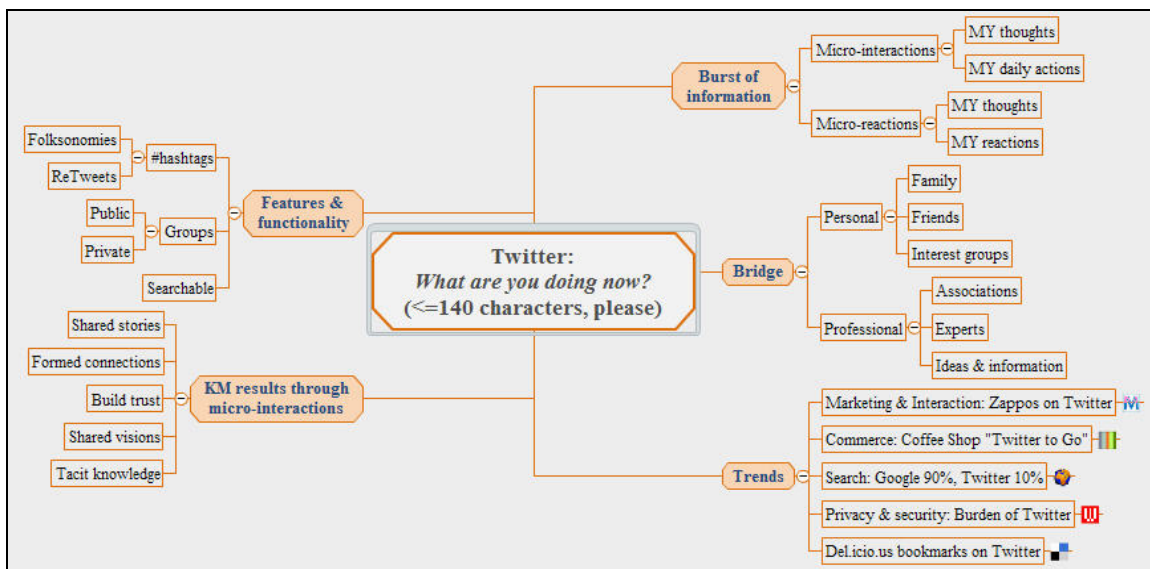 Twitter:
What are you doing now?
(<=140 characters, please)
Burst of
information
Micro-interactions
MY thoughts
MY daily actions
Micro-reactions
MY thoughts
MY reactions
Bridge
Personal
Family
Friends
Interest groups
Professional
Associations
Experts
Ideas & information
Trends
Marketing & Interaction: Zappos on Twitter
Commerce: Coffee Shop "Twitter to Go"
Search: Google 90%, Twitter 10%
Privacy & security: Burden of Twitter
Del.icio.us bookmarks on Twitter
Features &
functionality
#hashtags
Folksonomies
ReTweets
Groups
Public
Private
Searchable
KM results through
micro-interactions
Shared stories
Formed connections
Build trust
Shared visions
Tacit knowledge